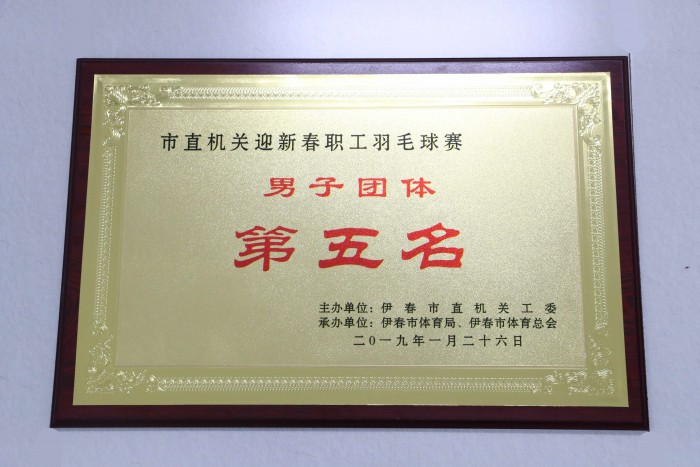 市直机关迎新春职工羽毛球赛
男子团体
第五名
主办单位：伊春市直机关工委
承办单位：伊春市体育局、伊春市体育总会
二〇一九年一月二十六日